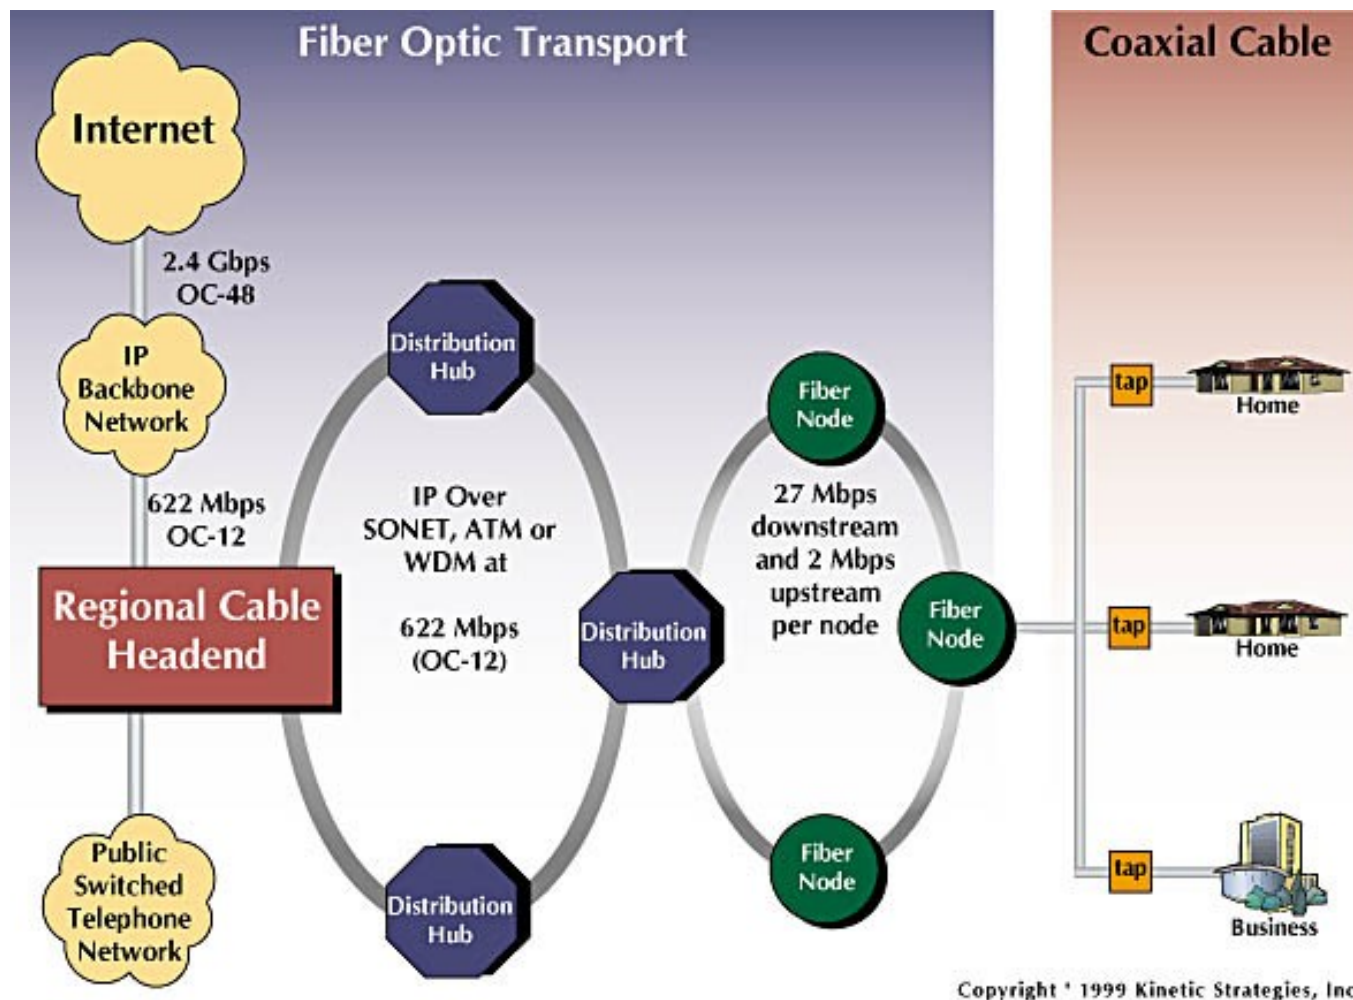 Fiber Optic Transport
Coaxial Cable
Internet
2.4 Gbps
OC-48
IP
Backbone
Network
622 Mbps
OC-12
Regional Cable
Headend
Public
Switched
Telephone
Network
Distribution
Hub
IP Over
SONET, ATM or
WDM at
622 Mbps
(OC-12)
Distribution
Hub
Distribution
Hub
Fiber
Node
27 Mbps
downstream
and 2 Mbps
upstream
per node
Fiber
Node
Fiber
Node
tap
Home
tap
Home
tap
Business
Copyright ' 1999 Kinetic Strategies, Inc